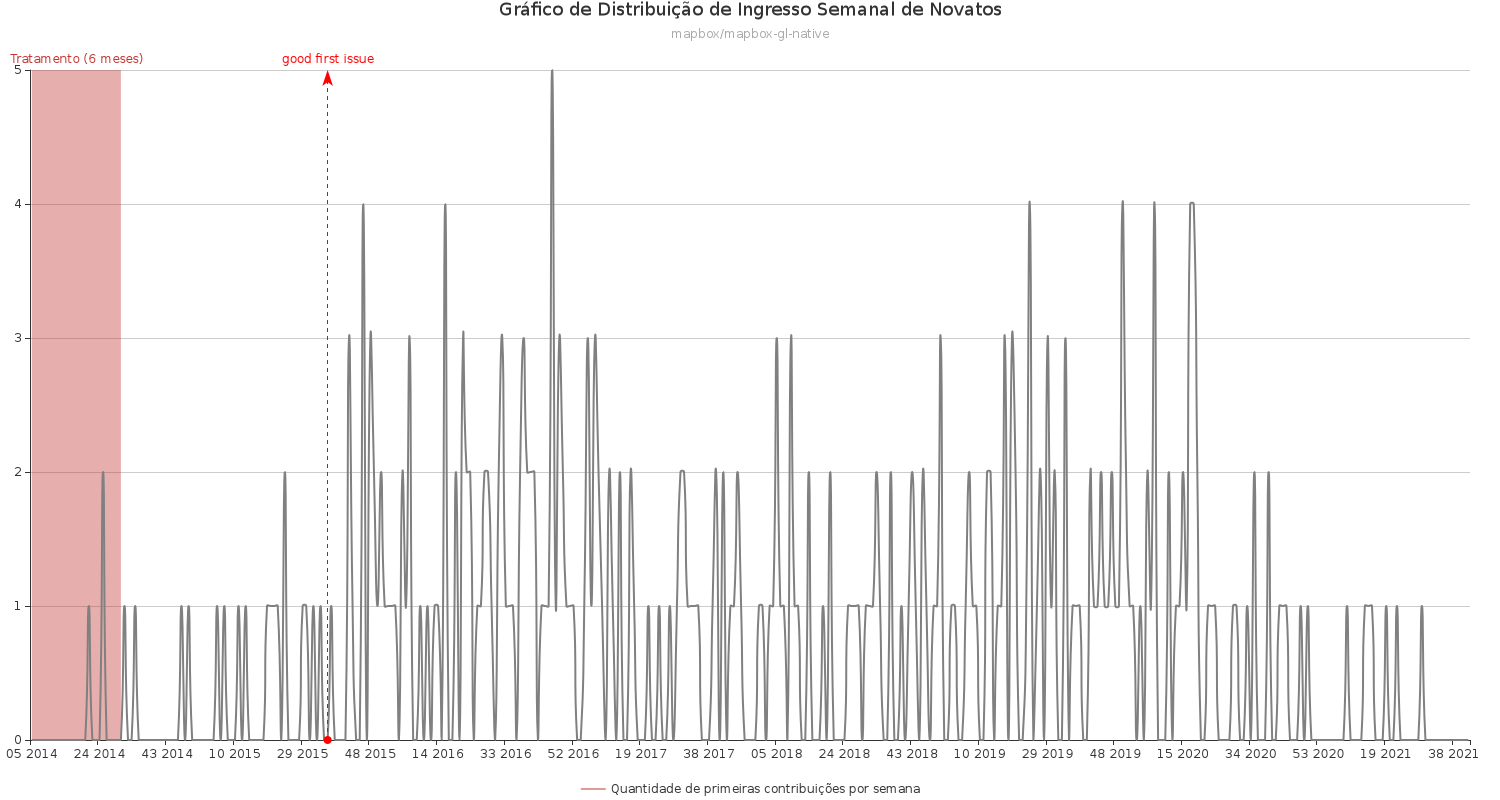 Gráfico de Distribuição de Ingresso Semanal de Novatos
mapbox/mapbox-gl-native
Tratamento (6 meses)
good first issue
5
4
3
2
1
0
05 2014 24 2014 43 2014 10 2015 29 2015 48 2015 14 2016 33 2016 52 2016 19 2017 38 2017 05 2018 24 2018 43 2018 10 2019 29 2019 48 2019 15 2020 34 2020 53 2020 19 2021 38 2021
Quantidade de primeiras contribuições por semana